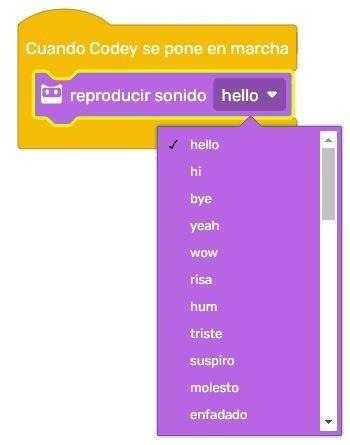 Cuando Codey se pone en marcha
reproducir sonido hello
hello
hi
bye
yeah
wow
risa
hum
triste
suspiro
molesto
enfadado